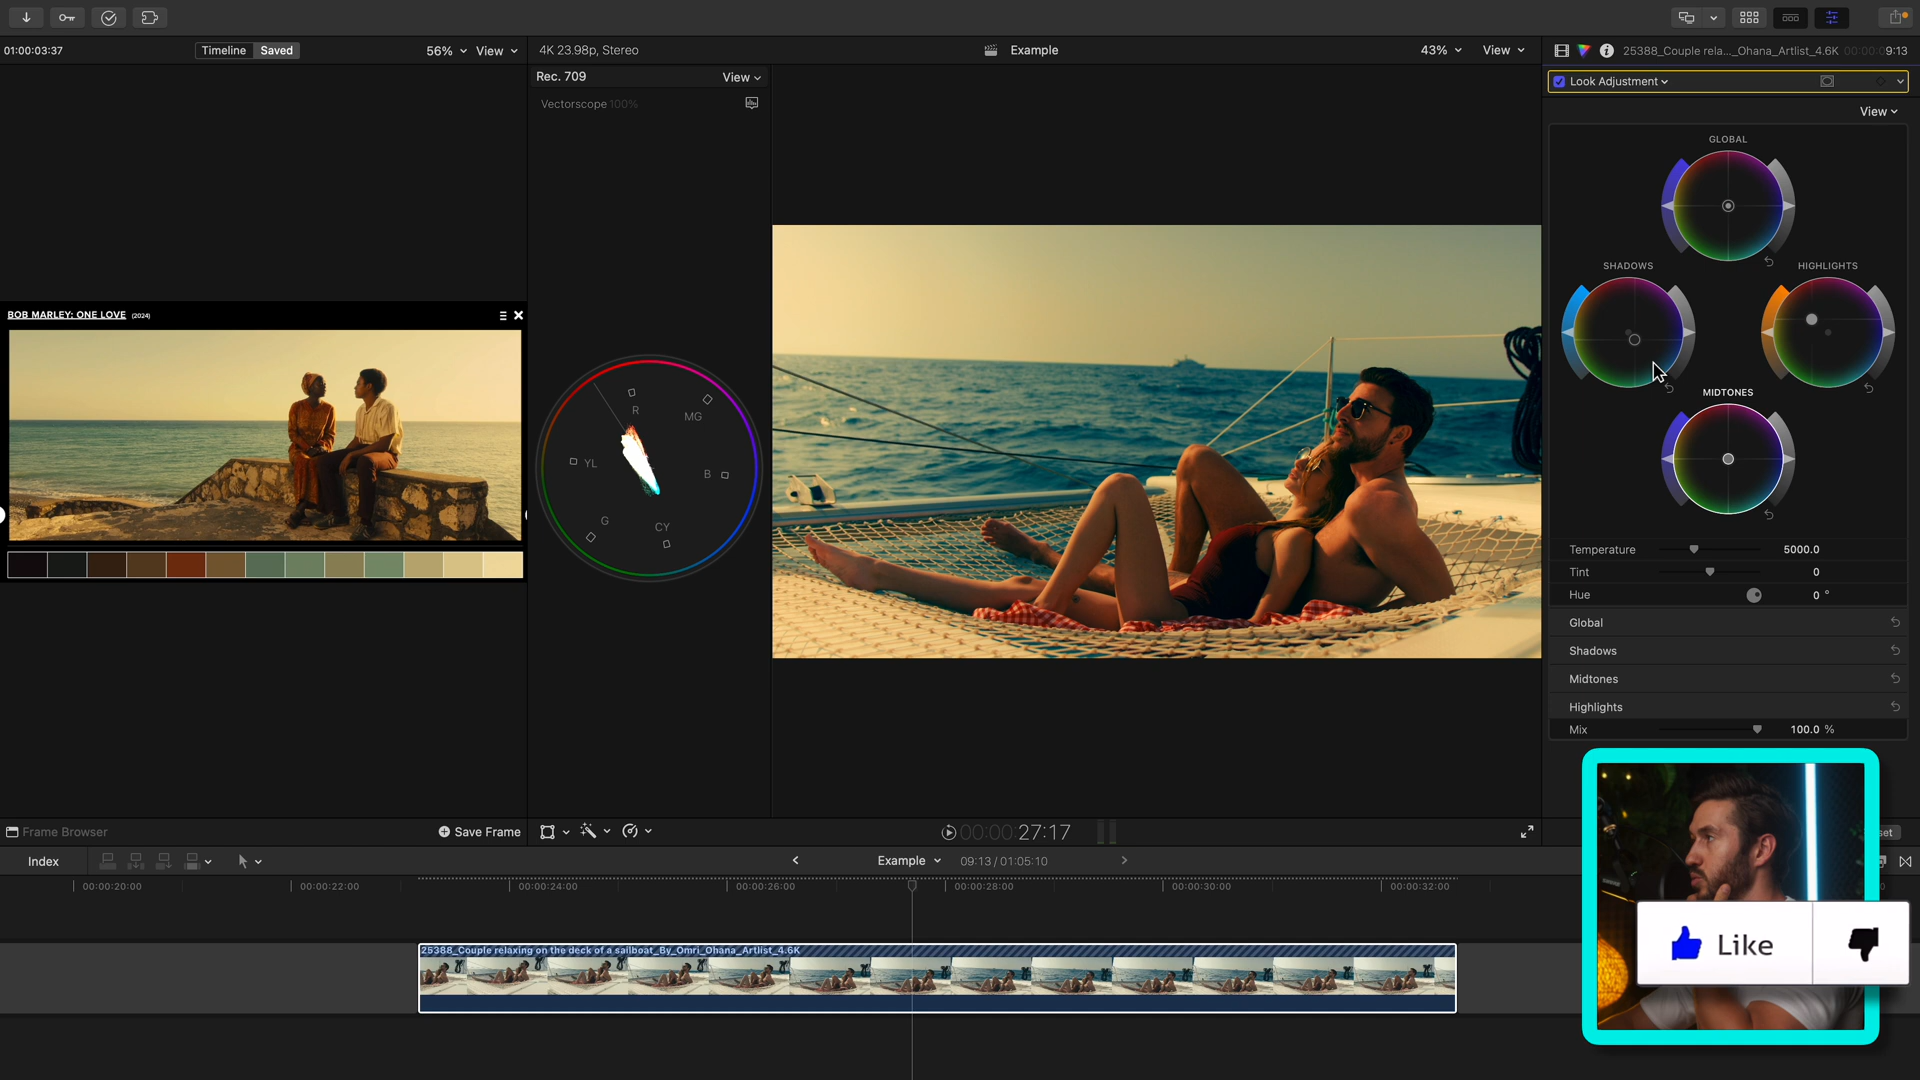 01:00:03:37
Timeline Saved
56% View
4K 23.98p, Stereo
Example
43% View
25388_Couple rela..._Ohana_Artlist_4.6K 00:00:09:13
Rec. 709
View
Look Adjustment
Vectorscope 100%
View
GLOBAL
SHADOWS
HIGHLIGHTS
MIDTONES
BOB MARLEY: ONE LOVE (2024)
R
MG
YL
B
G
CY
Temperature 5000.0
Tint 0
Hue 0 °
Global
Shadows
Midtones
Highlights
Mix 100.0 %
Frame Browser
Save Frame
00:00:27:17
Index
Example
09:13 / 01:05:10
00:00:20:00
00:00:22:00
00:00:24:00
00:00:26:00
00:00:28:00
00:00:30:00
00:00:32:00
25388_Couple relaxing on the deck of a sailboat_By_Omri_Ohana_Artlist_4.6K
Like